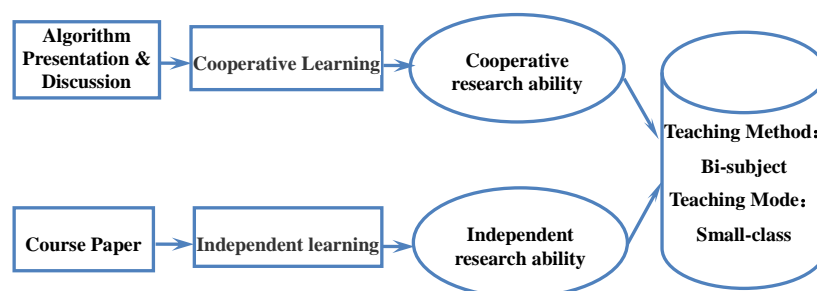 Algorithm
Presentation &
Discussion
Cooperative Learning
Cooperative
research ability
Teaching Method：
Bi-subject
Teaching Mode：
Small-class
Course Paper
Independent learning
Independent
research ability